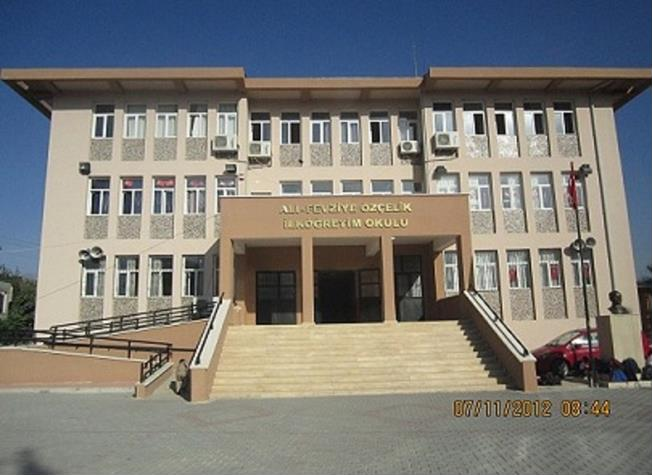 ALİ-FEVZİYE ÖZÇELİK
İLKÖĞRETİM OKULU
07/11/2012 08:44